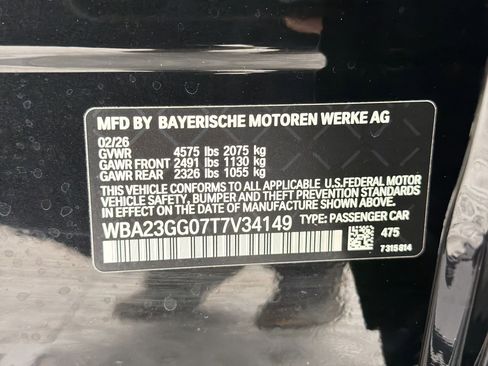 MFD BY BAYERISCHE MOTOREN WERKE AG
02/26
GVWR 4575 lbs 2075 kg
GAWR FRONT 2491 lbs 1130 kg
GAWR REAR 2326 lbs 1055 kg
THIS VEHICLE CONFORMS TO ALL APPLICABLE U.S.FEDERAL MOTOR
VEHICLE SAFETY, BUMPER, AND THEFT PREVENTION STANDARDS
IN EFFECT ON THE DATE OF MANUFACTURE SHOWN ABOVE.
WBA23GG07T7V34149 TYPE: PASSENGER CAR
475
7315814